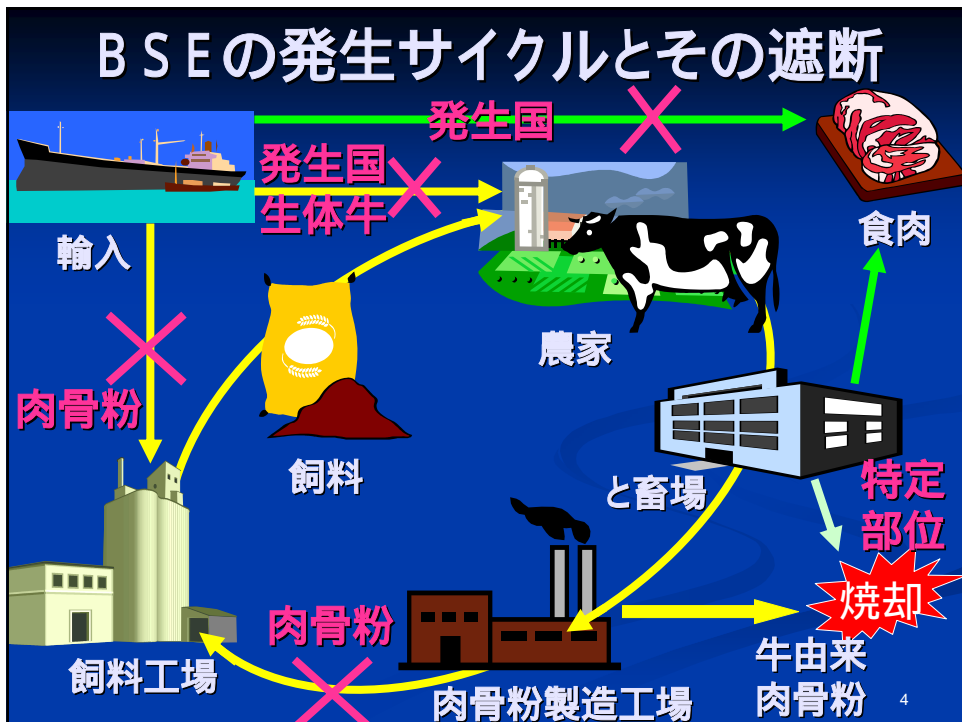 BSEの発生サイクルとその遮断
発生国
発生国
生体牛
輸入
食肉
農家
肉骨粉
飼料
と畜場
特定
部位
焼却
肉骨粉
飼料工場
肉骨粉製造工場
牛由来
肉骨粉
4